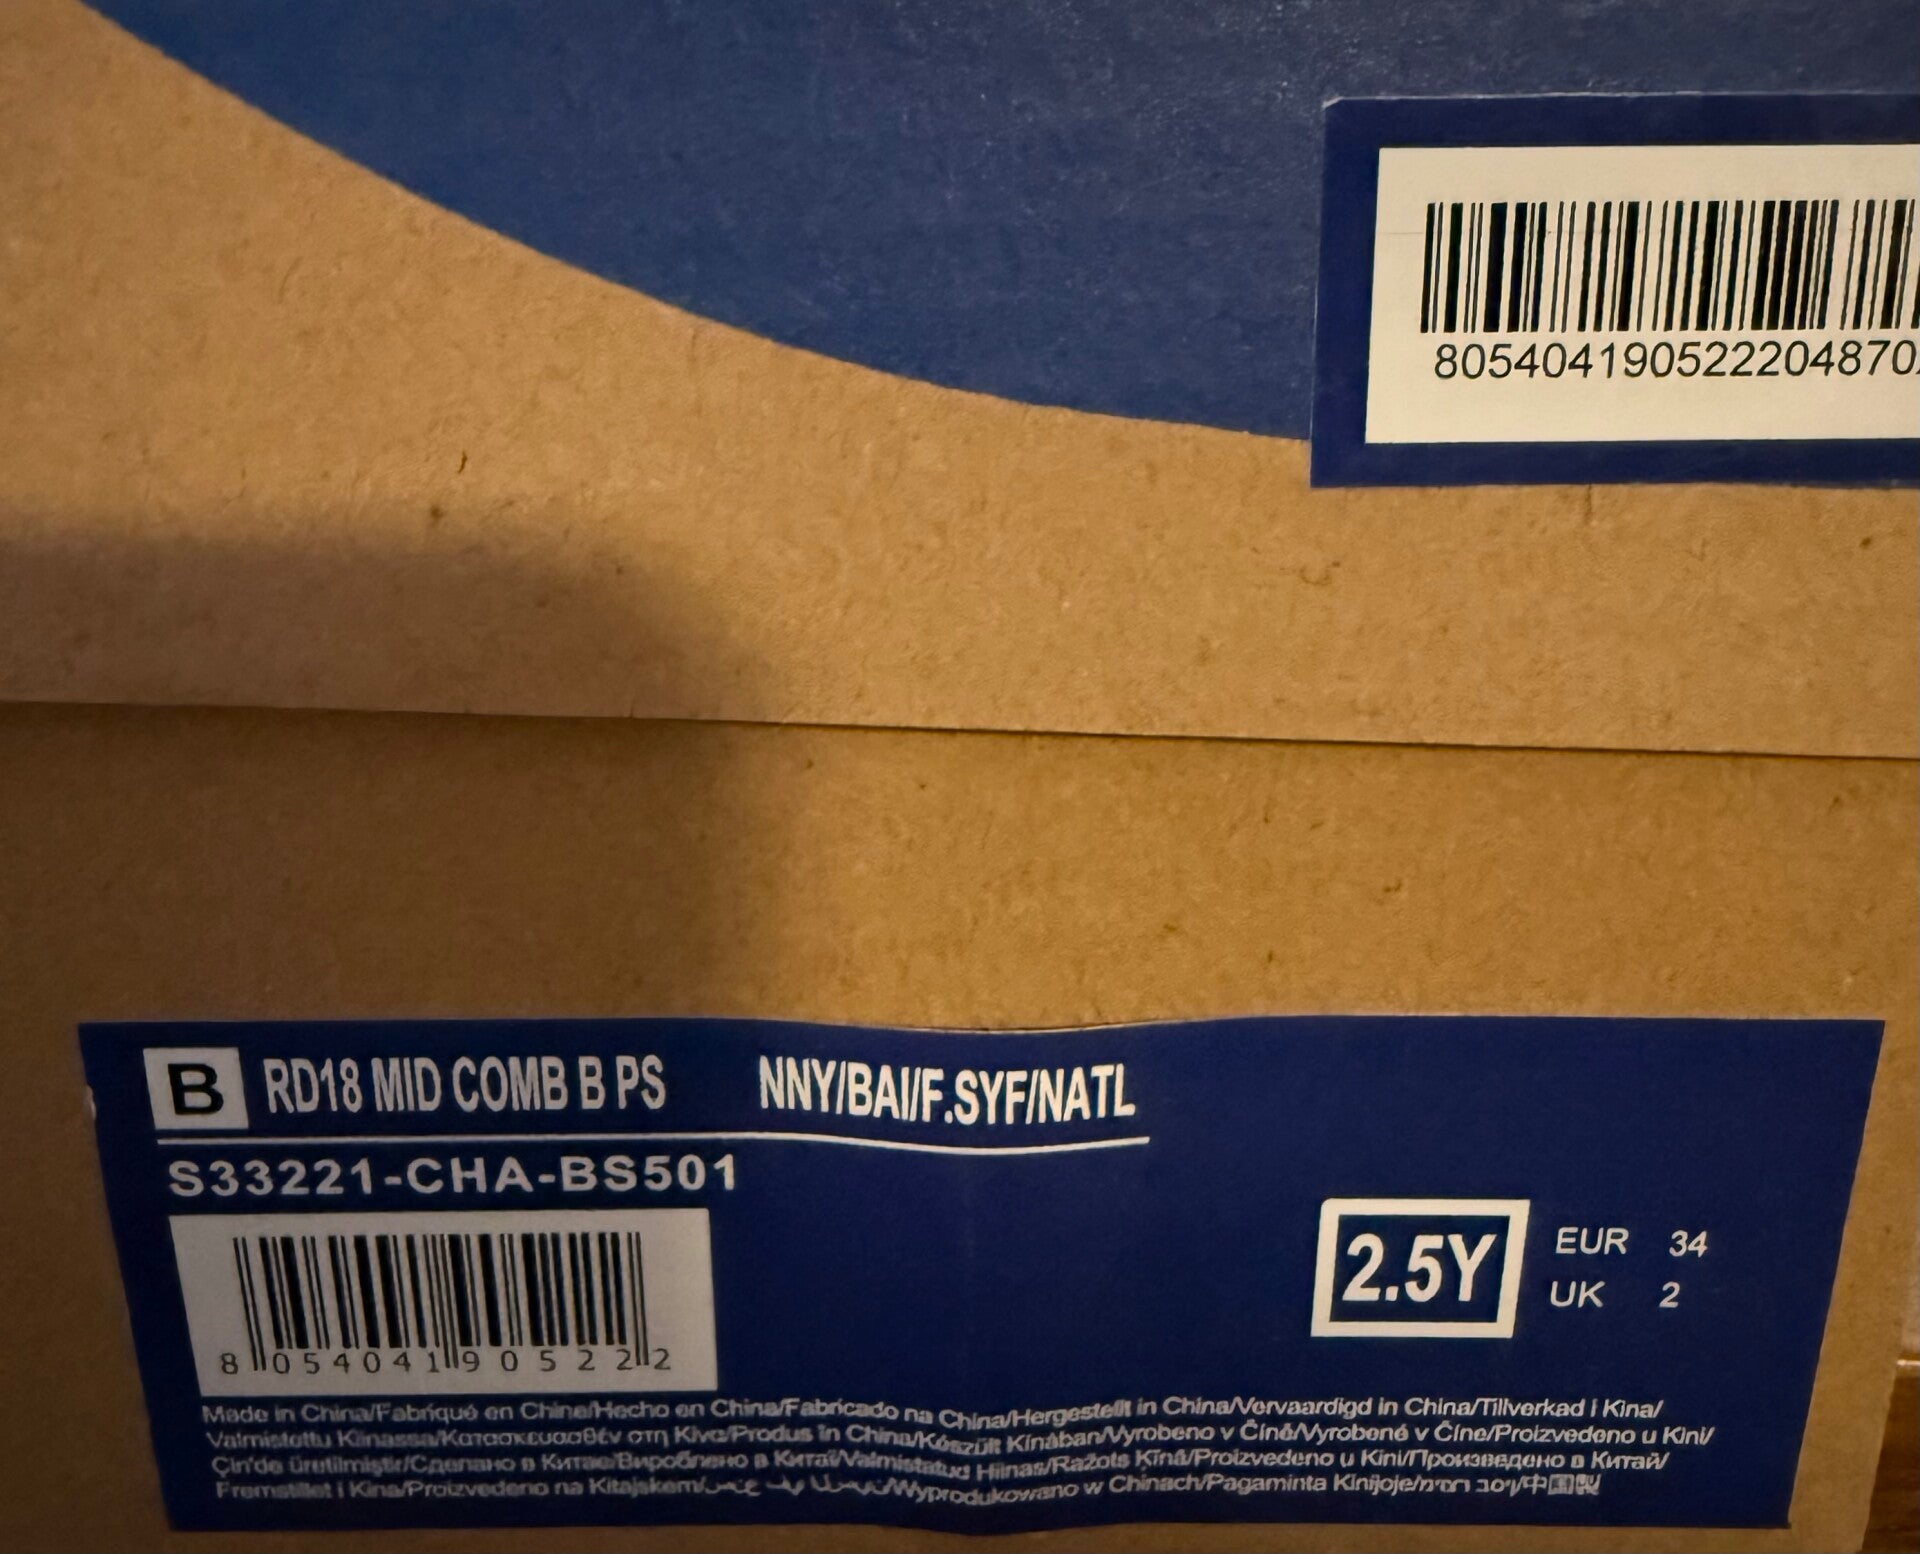 805404190522204870
B RD18 MID COMB B PS NNY/BAI/F.SYF/NATL
S33221-CHA-BS501
2.5Y EUR 34
UK 2
8 054041 905222
Made in China/Fabriqué en Chine/Hecho en China/Fabricado na China/Hergestellt in China/Vervaardigd in China/Tillverkad i Kina/
Valmistettu Kiinassa/Κατασκευασθέν στη Κίνα/Produs în China/Készült Kínában/Vyrobeno v Číně/Vyrobené v Číne/Proizvedeno u Kini/
Çin'de üretilmiştir/Сделано в Китае/Вироблено в Китаї/Valmistatud Hiinas/Ražots Ķīnā/Proizvedeno u Kini/Произведено в Китай/
Fremstillet i Kina/Proizvedeno na Kitajskem/ Wyprodukowano w Chinach/Pagaminta Kinijoje/ 中国製